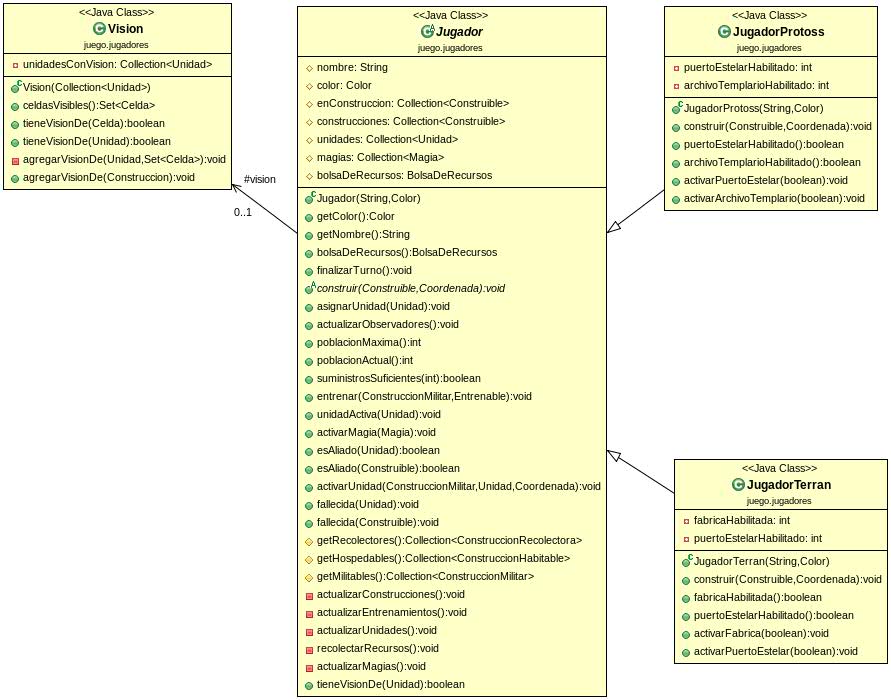 <<Java Class>>
Vision
juego.jugadores
unidadesConVision: Collection<Unidad>
Vision(Collection<Unidad>)
celdasVisibles():Set<Celda>
tieneVisionDe(Celda):boolean
tieneVisionDe(Unidad):boolean
agregarVisionDe(Unidad,Set<Celda>):void
agregarVisionDe(Construccion):void
#vision
0..1
<<Java Class>>
Jugador
juego.jugadores
nombre: String
color: Color
enConstruccion: Collection<Construible>
construcciones: Collection<Construible>
unidades: Collection<Unidad>
magias: Collection<Magia>
bolsaDeRecursos: BolsaDeRecursos
Jugador(String,Color)
getColor():Color
getNombre():String
bolsaDeRecursos():BolsaDeRecursos
finalizarTurno():void
construir(Construible,Coordenada):void
asignarUnidad(Unidad):void
actualizarObservadores():void
poblacionMaxima():int
poblacionActual():int
suministrosSuficientes(int):boolean
entrenar(ConstruccionMilitar,Entrenable):void
unidadActiva(Unidad):void
activarMagia(Magia):void
esAliado(Unidad):boolean
esAliado(Construible):boolean
activarUnidad(ConstruccionMilitar,Unidad,Coordenada):void
fallecida(Unidad):void
fallecida(Construible):void
getRecolectores():Collection<ConstruccionRecolectora>
getHospedables():Collection<ConstruccionHabitable>
getMilitables():Collection<ConstruccionMilitar>
actualizarConstrucciones():void
actualizarEntrenamientos():void
actualizarUnidades():void
recolectarRecursos():void
actualizarMagias():void
tieneVisionDe(Unidad):boolean
<<Java Class>>
JugadorProtoss
juego.jugadores
puertoEstelarHabilitado: int
archivoTemplarioHabilitado: int
JugadorProtoss(String,Color)
construir(Construible,Coordenada):void
puertoEstelarHabilitado():boolean
archivoTemplarioHabilitado():boolean
activarPuertoEstelar(boolean):void
activarArchivoTemplario(boolean):void
<<Java Class>>
JugadorTerran
juego.jugadores
fabricaHabilitada: int
puertoEstelarHabilitado: int
JugadorTerran(String,Color)
construir(Construible,Coordenada):void
fabricaHabilitada():boolean
puertoEstelarHabilitado():boolean
activarFabrica(boolean):void
activarPuertoEstelar(boolean):void